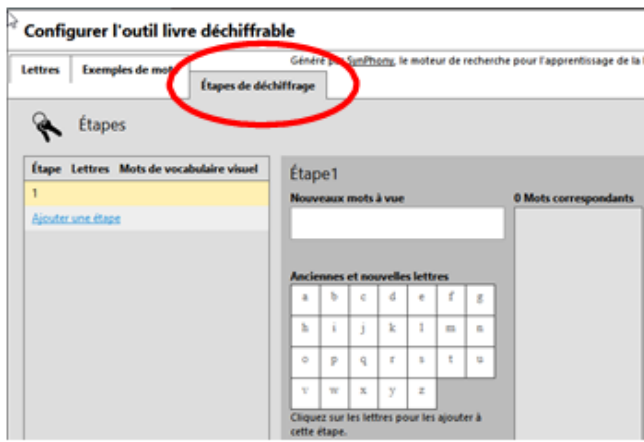 Configurer l'outil livre déchiffrable
Généré par SynPhony, le moteur de recherche pour l'apprentissage de la
Lettres Exemples de mots Étapes de déchiffrage
Étapes
Étape Lettres Mots de vocabulaire visuel
1
Ajouter une étape
Étape1
Nouveaux mots à vue
0 Mots correspondants
Anciennes et nouvelles lettres
a b c d e f g
h i j k l m n
o p q r s t u
v w x y z
Cliquez sur les lettres pour les ajouter à
cette étape.